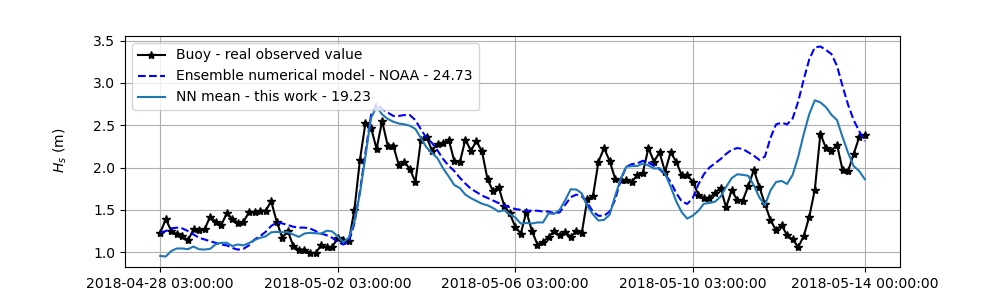 3.5
3.0
2.5
2.0
1.5
1.0
Hs (m)
Buoy - real observed value
Ensemble numerical model - NOAA - 24.73
NN mean - this work - 19.23
2018-04-28 03:00:00
2018-05-02 03:00:00
2018-05-06 03:00:00
2018-05-10 03:00:00
2018-05-14 00:00:00